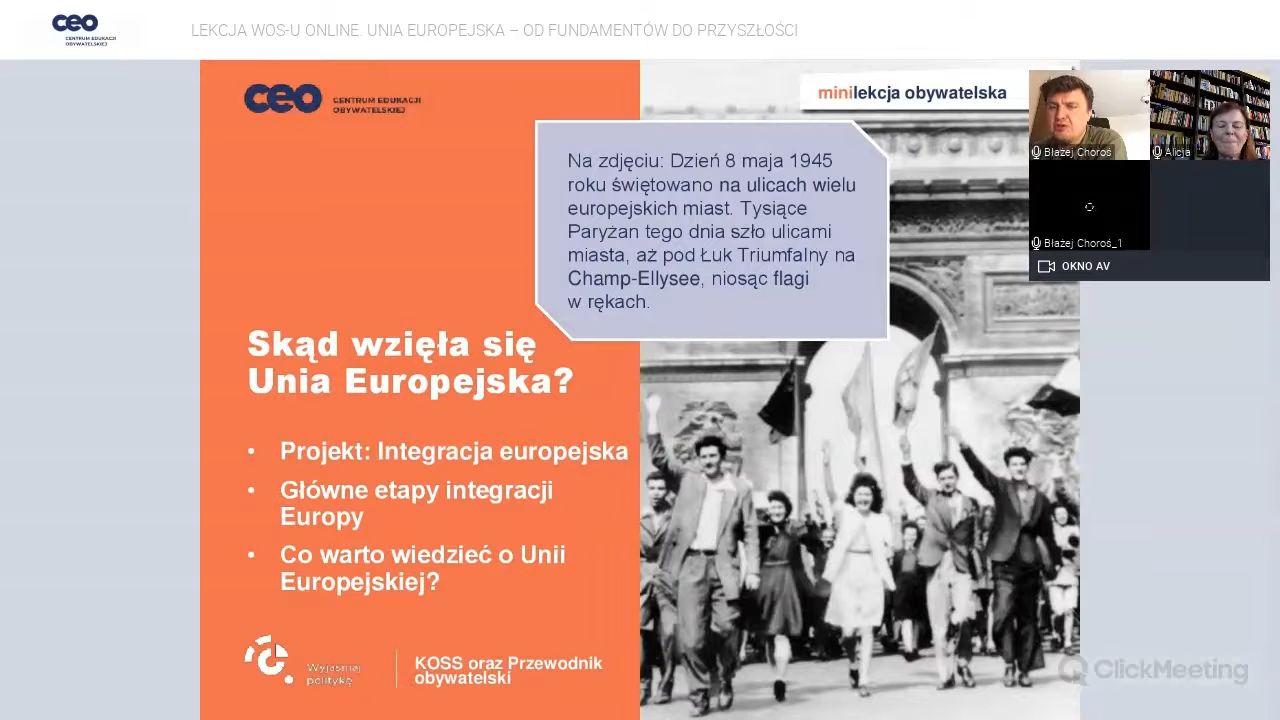 ceo
CENTRUM EDUKACJI
OBYWATELSKIEJ
LEKCJA WOS-U ONLINE. UNIA EUROPEJSKA – OD FUNDAMENTÓW DO PRZYSZŁOŚCI
ceo
CENTRUM EDUKACJI
OBYWATELSKIEJ
minilekcja obywatelska
Na zdjęciu: Dzień 8 maja 1945
roku świętowano na ulicach wielu
europejskich miast. Tysiące
Paryżan tego dnia szło ulicami
miasta, aż pod Łuk Triumfalny na
Champ-Ellysee, niosąc flagi
w rękach.
Błażej Choroś
Alicja
Błażej Choroś_1
OKNO AV
Skąd wzięła się
Unia Europejska?
• Projekt: Integracja europejska
• Główne etapy integracji
Europy
• Co warto wiedzieć o Unii
Europejskiej?
Wyjaśniaj
politykę
KOSS oraz Przewodnik
obywatelski
ClickMeeting